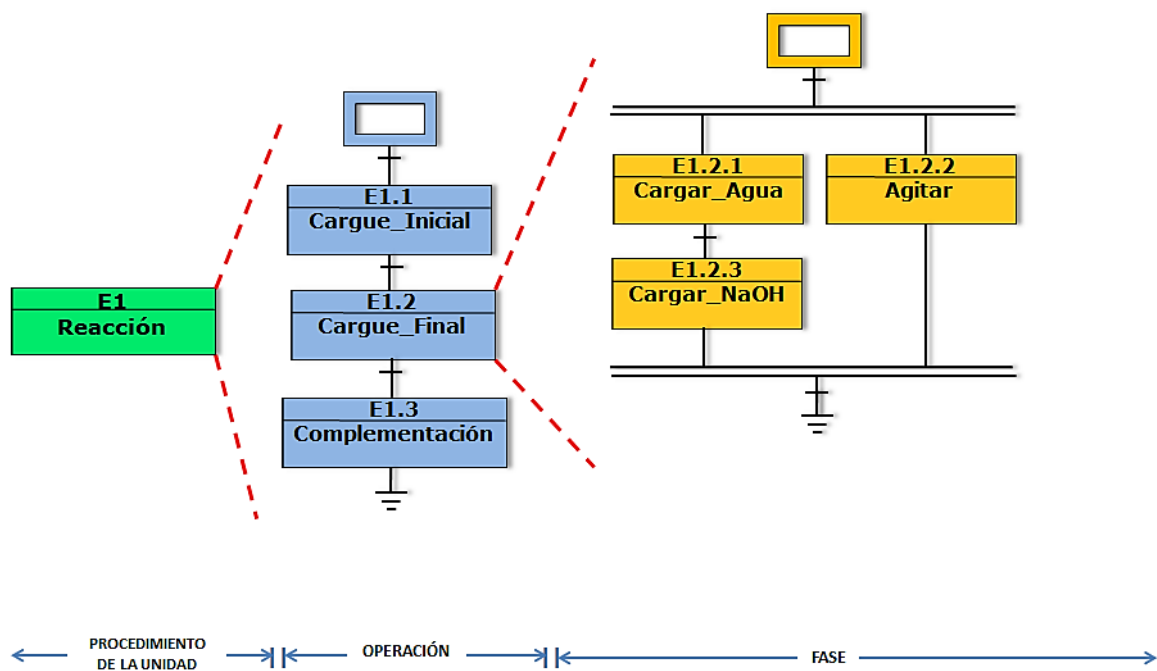 E1
Reacción
E1.1
Cargue_Inicial
E1.2
Cargue_Final
E1.3
Complementación
E1.2.1
Cargar_Agua
E1.2.2
Agitar
E1.2.3
Cargar_NaOH
PROCEDIMIENTO
DE LA UNIDAD
OPERACIÓN
FASE